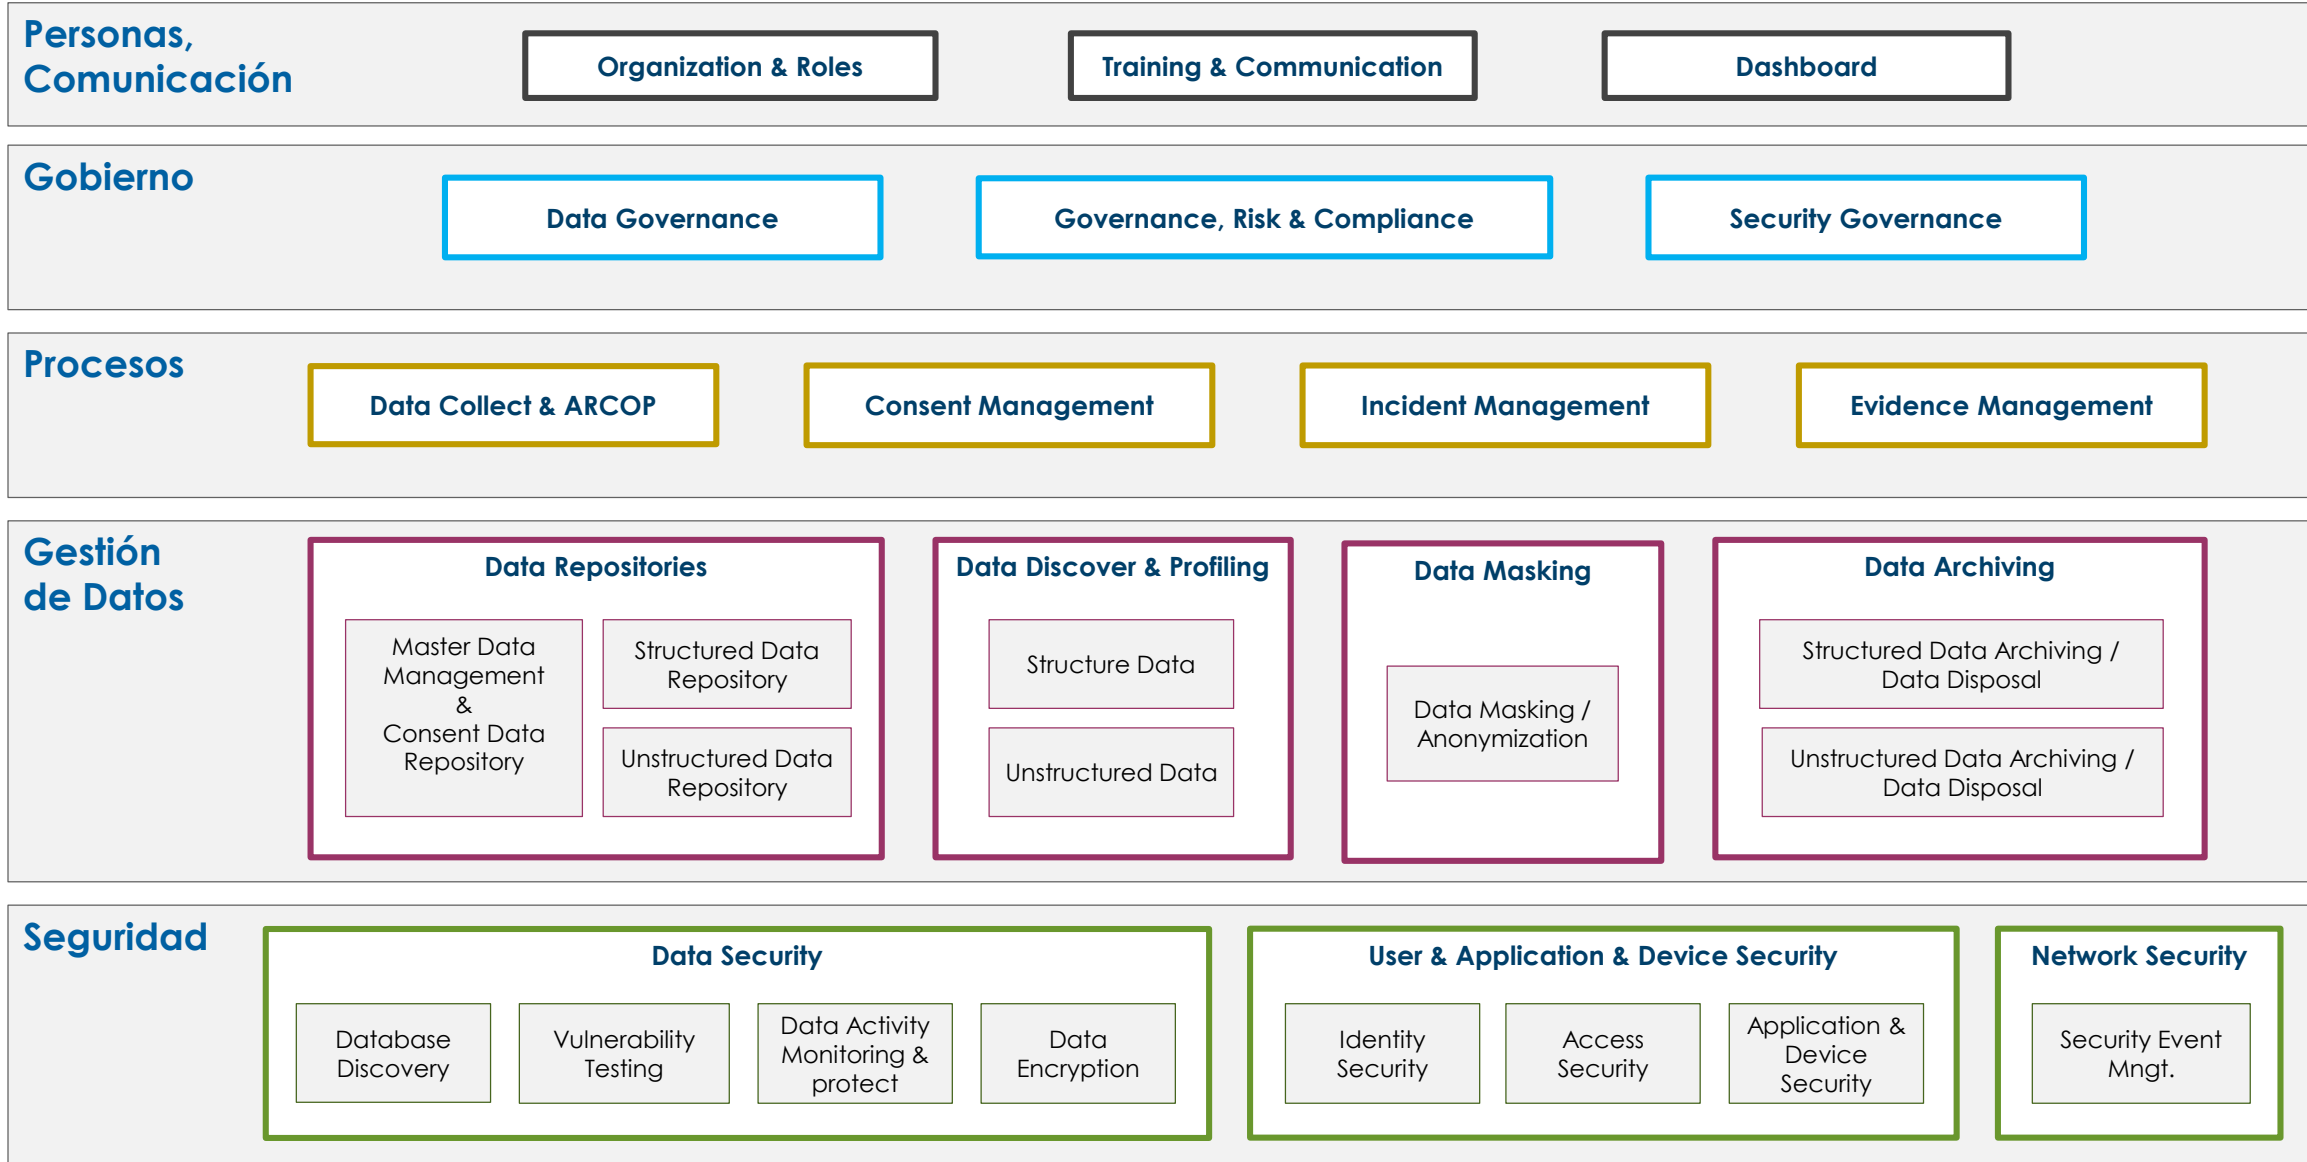 Personas,
Comunicación
Organization & Roles
Training & Communication
Dashboard
Gobierno
Data Governance
Governance, Risk & Compliance
Security Governance
Procesos
Data Collect & ARCOP
Consent Management
Incident Management
Evidence Management
Gestión
de Datos
Data Repositories
Master Data
Management
&
Consent Data
Repository
Structured Data
Repository
Unstructured Data
Repository
Data Discover & Profiling
Structure Data
Unstructured Data
Data Masking
Data Masking /
Anonymization
Data Archiving
Structured Data Archiving /
Data Disposal
Unstructured Data Archiving /
Data Disposal
Seguridad
Data Security
Database
Discovery
Vulnerability
Testing
Data Activity
Monitoring &
protect
Data
Encryption
User & Application & Device Security
Identity
Security
Access
Security
Application &
Device
Security
Network Security
Security Event
Mngt.